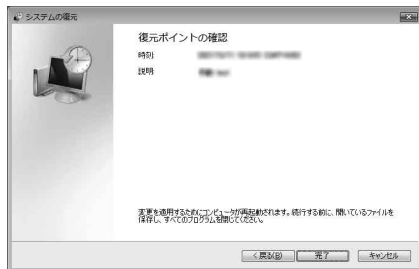 システムの復元
復元ポイントの確認
時刻:
説明:
変更を適用するためにコンピュータが再起動されます。続行する前に、開いているファイルを
保存し、すべてのプログラムを閉じてください。
< 戻る(B)
完了
キャンセル